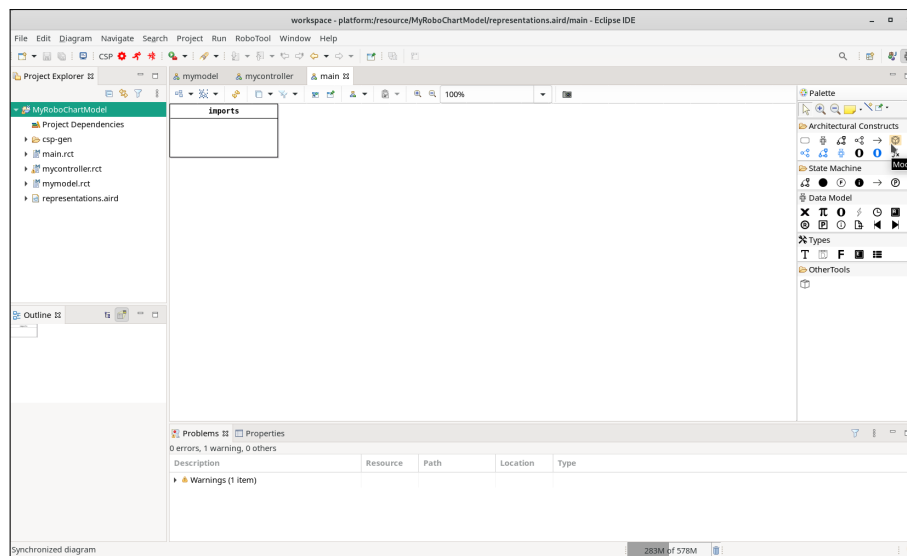 workspace - platform:/resource/MyRoboChartModel/representations.aird/main - Eclipse IDE
File Edit Diagram Navigate Search Project Run RoboTool Window Help
CSP
Project Explorer
mymodel mycontroller main
100%
Palette
MyRoboChartModel
Project Dependencies
csp-gen
main.rct
mycontroller.rct
mymodel.rct
representations.aird
imports
Architectural Constructs
Mod
State Machine
Data Model
Types
OtherTools
Outline
Problems Properties
0 errors, 1 warning, 0 others
Description Resource Path Location Type
Warnings (1 item)
Synchronized diagram
283M of 578M